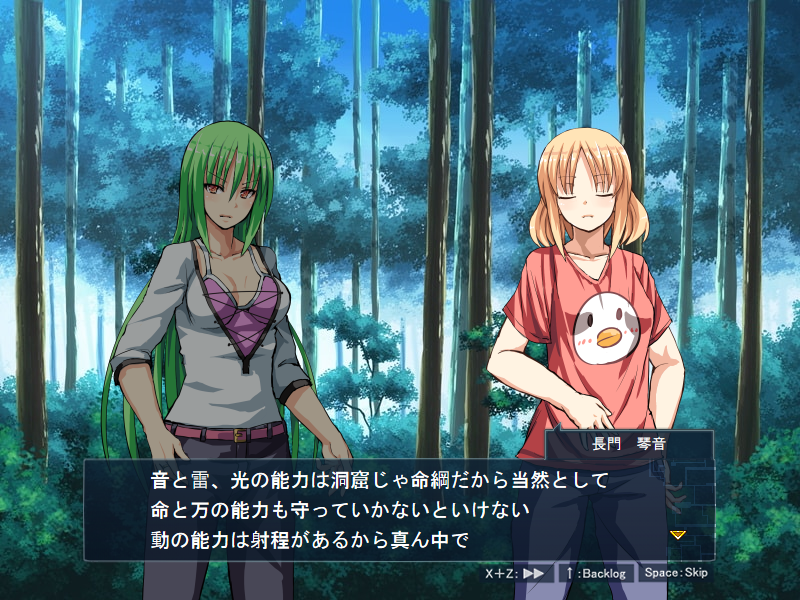 長門　琴音
音と雷、光の能力は洞窟じゃ命綱だから当然として
命と万の能力も守っていかないといけない
動の能力は射程があるから真ん中で
X+Z:▶▶ ↑:Backlog Space:Skip